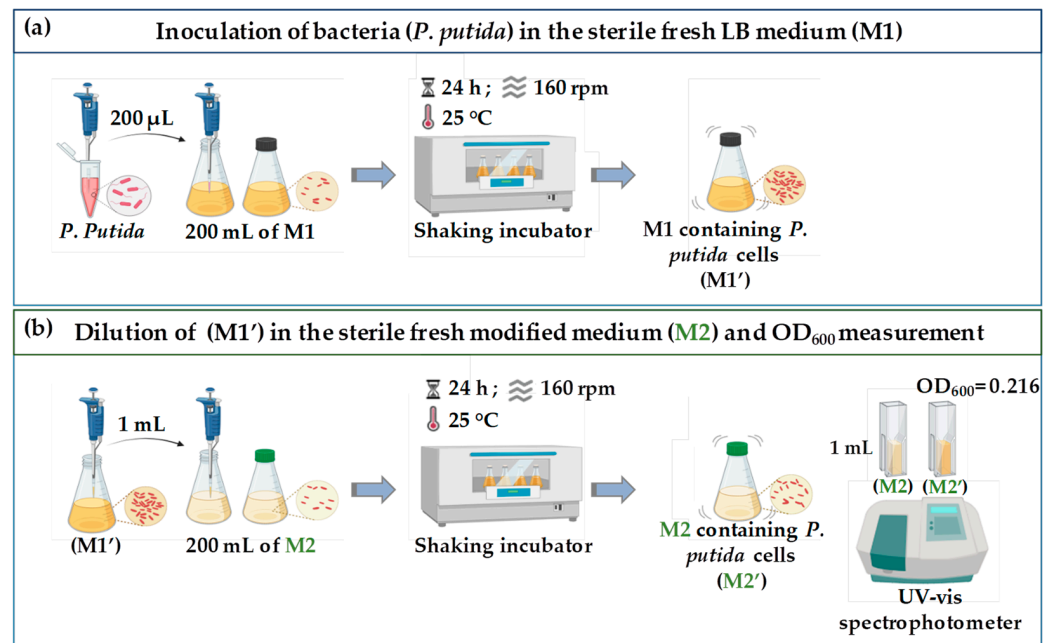 (a)
Inoculation of bacteria (P. putida) in the sterile fresh LB medium (M1)
200 µL
24 h ; 160 rpm
25 °C
P. Putida
200 mL of M1
Shaking incubator
M1 containing P.
putida cells
(M1’)
(b)
Dilution of (M1’) in the sterile fresh modified medium (M2) and OD600 measurement
1 mL
24 h ; 160 rpm
25 °C
OD600=0.216
1 mL
(M2) (M2’)
(M1’)
200 mL of M2
Shaking incubator
M2 containing P.
putida cells
(M2’)
UV-vis
spectrophotometer